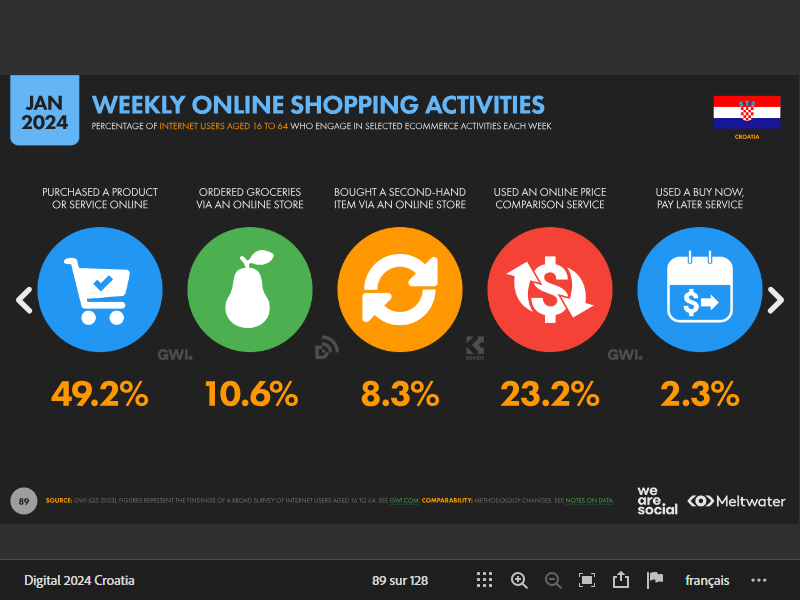 JAN
2024
WEEKLY ONLINE SHOPPING ACTIVITIES
PERCENTAGE OF INTERNET USERS AGED 16 TO 64 WHO ENGAGE IN SELECTED ECOMMERCE ACTIVITIES EACH WEEK
CROATIA
PURCHASED A PRODUCT
OR SERVICE ONLINE
ORDERED GROCERIES
VIA AN ONLINE STORE
BOUGHT A SECOND-HAND
ITEM VIA AN ONLINE STORE
USED AN ONLINE PRICE
COMPARISON SERVICE
USED A BUY NOW,
PAY LATER SERVICE
$
$
GWI.
KEPIOS
GWI.
49.2%
10.6%
8.3%
23.2%
2.3%
89
SOURCE: GWI (Q3 2023). FIGURES REPRESENT THE FINDINGS OF A BROAD SURVEY OF INTERNET USERS AGED 16 TO 64. SEE GWI.COM. COMPARABILITY: METHODOLOGY CHANGES. SEE NOTES ON DATA.
we
are.
social
Meltwater
Digital 2024 Croatia
89 sur 128
français